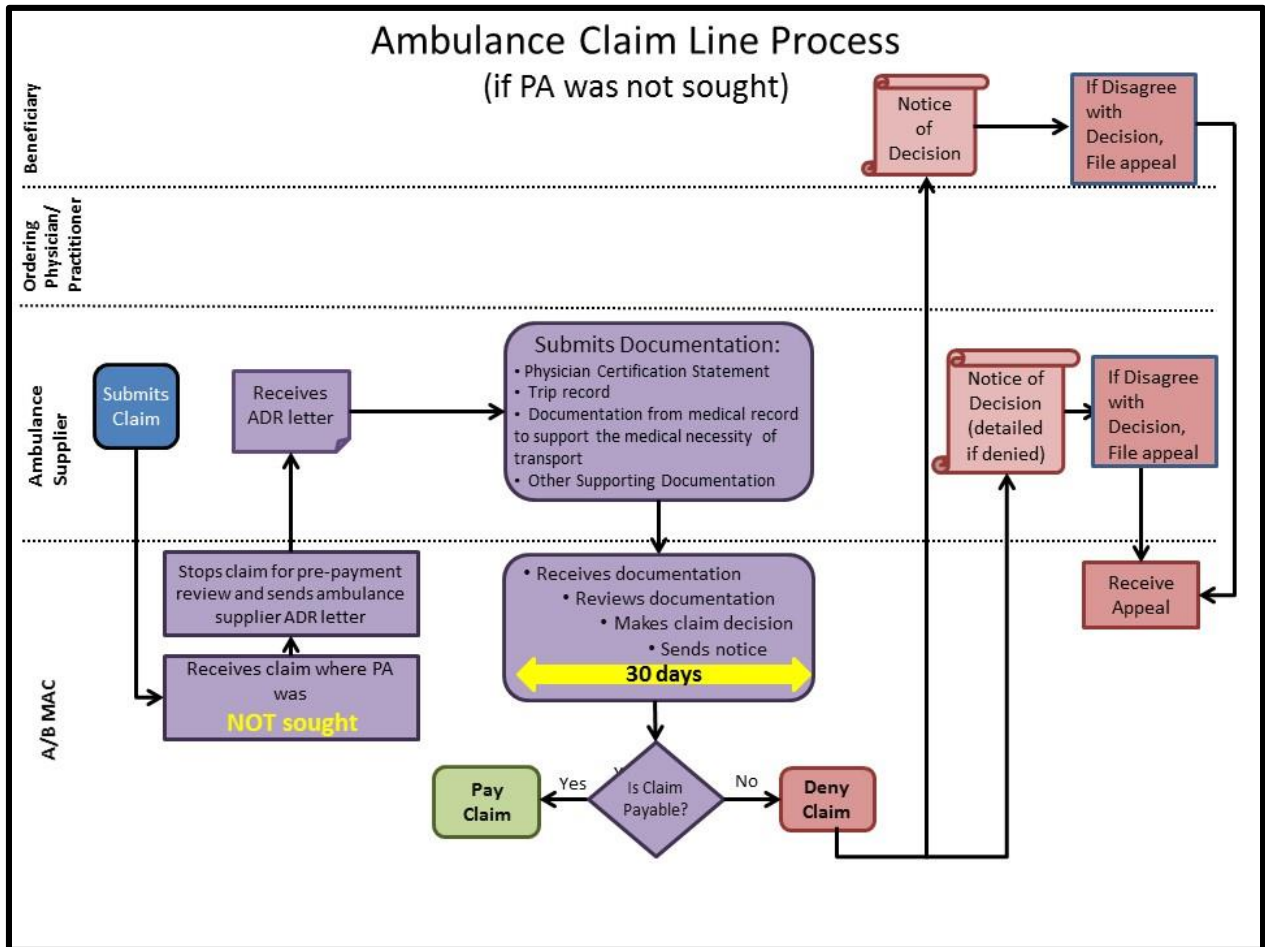 Ambulance Claim Line Process
(if PA was not sought)
Beneficiary
Notice
of
Decision
If Disagree
with
Decision,
File appeal
Ordering
Physician/
Practitioner
Ambulance
Supplier
Submits
Claim
Receives
ADR letter
Submits Documentation:
• Physician Certification Statement
• Trip record
• Documentation from medical record
to support the medical necessity of
transport
• Other Supporting Documentation
Notice of
Decision
(detailed
if denied)
If Disagree
with
Decision,
File appeal
A/B MAC
Stops claim for pre-payment
review and sends ambulance
supplier ADR letter
Receives claim where PA
was
NOT sought
• Receives documentation
• Reviews documentation
• Makes claim decision
• Sends notice
30 days
Receive
Appeal
Pay
Claim
Yes
Is Claim
Payable?
No
Deny
Claim